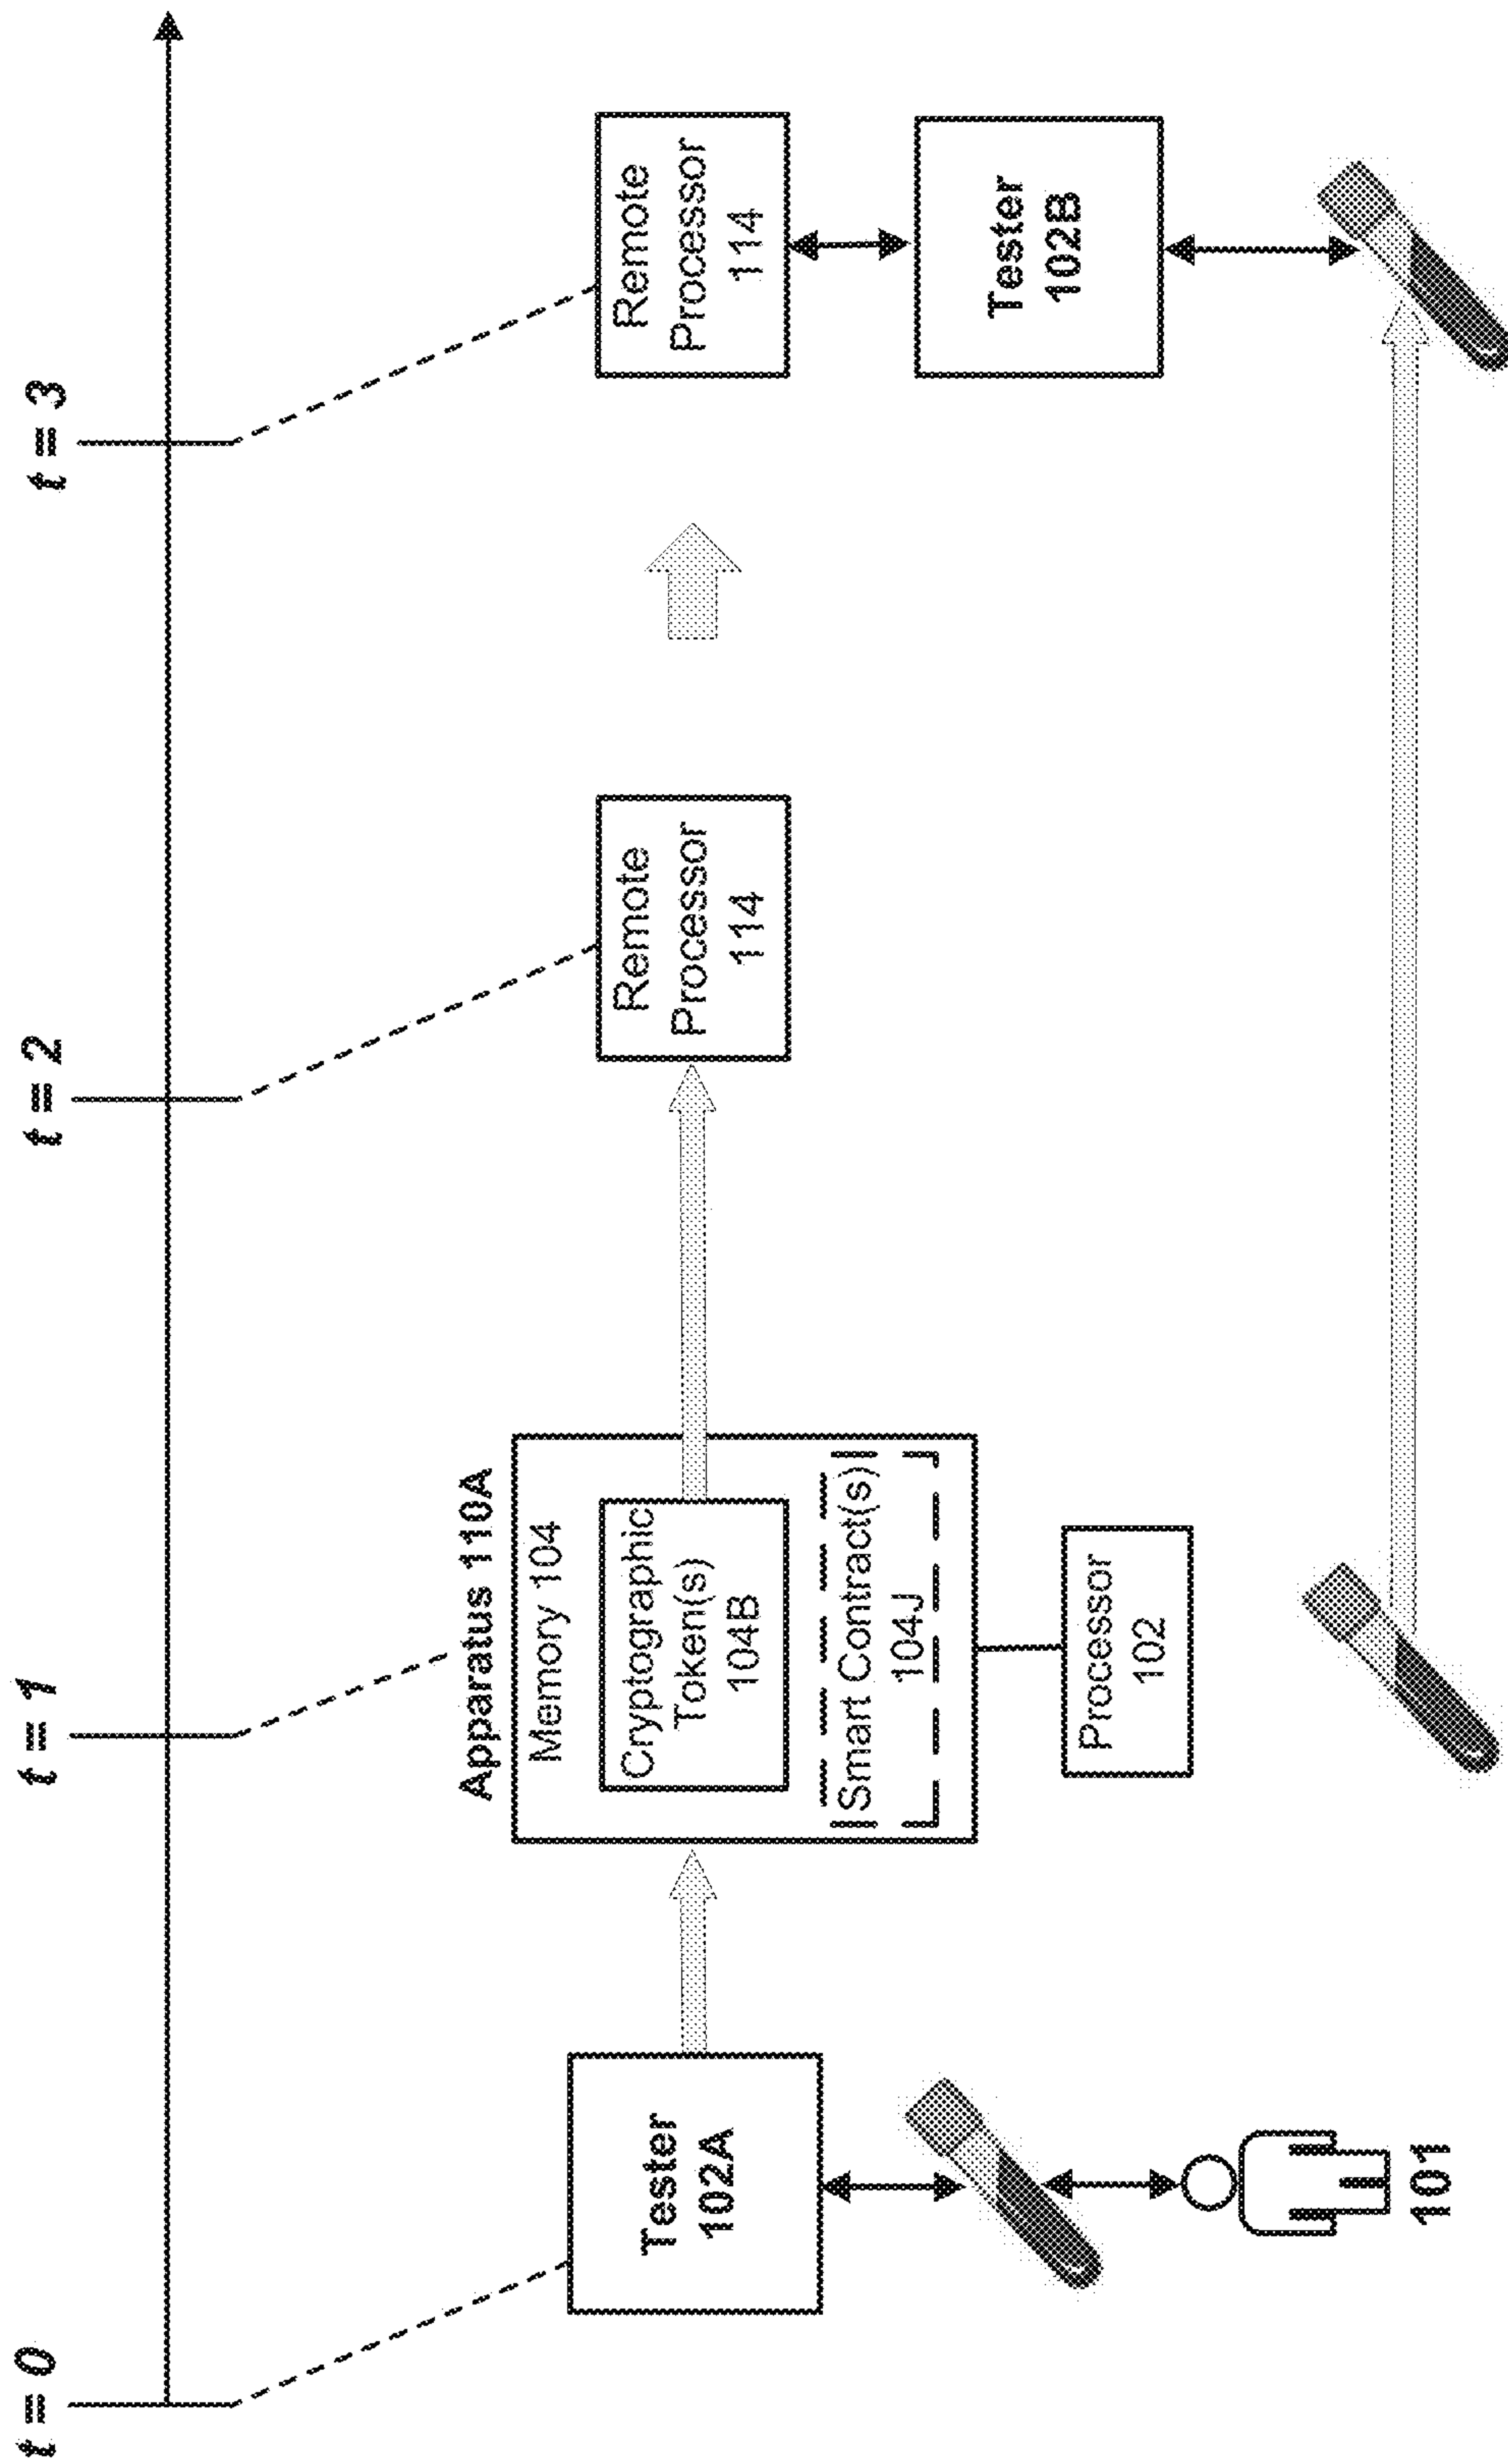 t = 0
t = 1
t = 2
t = 3
Tester
102A
101
Apparatus 110A
Memory 104
Cryptographic
Token(s)
104B
Smart Contract(s)
104J
Processor
102
Remote
Processor
114
Remote
Processor
114
Tester
102B